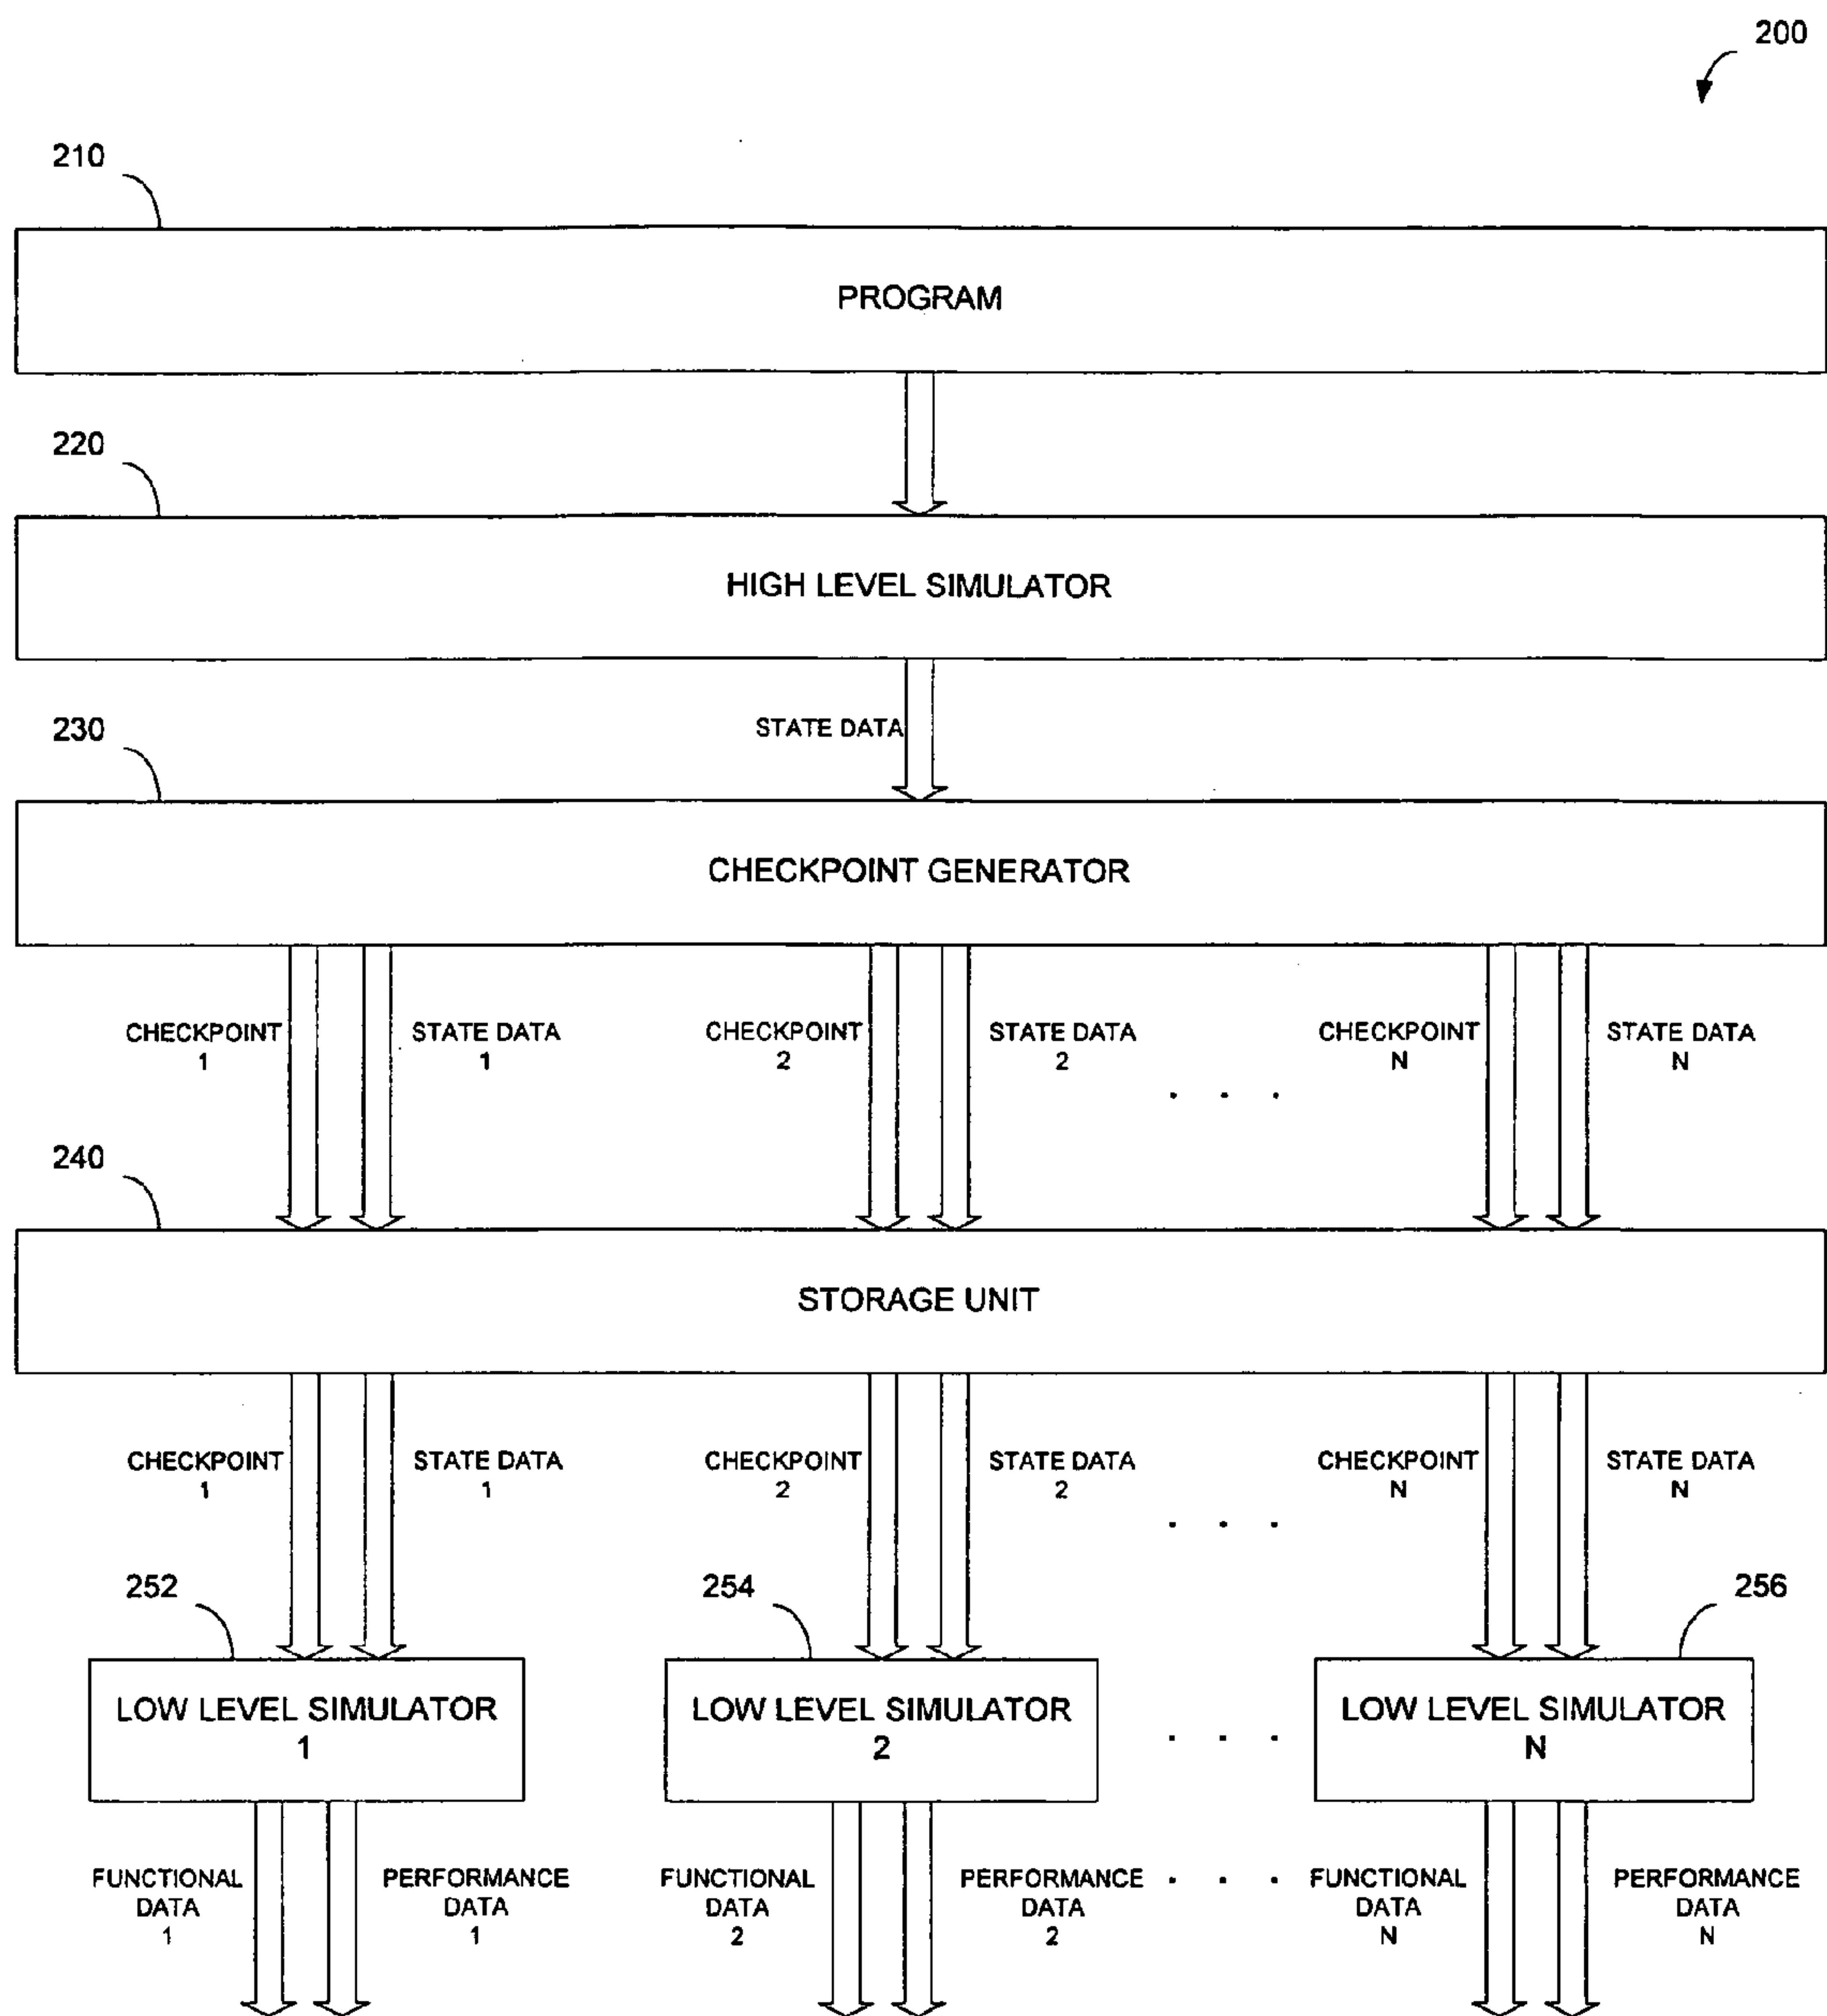 200
210
PROGRAM
220
HIGH LEVEL SIMULATOR
STATE DATA
230
CHECKPOINT GENERATOR
CHECKPOINT
1
STATE DATA
1
CHECKPOINT
2
STATE DATA
2
. . .
CHECKPOINT
N
STATE DATA
N
240
STORAGE UNIT
CHECKPOINT
1
STATE DATA
1
CHECKPOINT
2
STATE DATA
2
. . .
CHECKPOINT
N
STATE DATA
N
252
LOW LEVEL SIMULATOR
1
254
LOW LEVEL SIMULATOR
2
. . .
256
LOW LEVEL SIMULATOR
N
FUNCTIONAL
DATA
1
PERFORMANCE
DATA
1
FUNCTIONAL
DATA
2
PERFORMANCE
DATA
2
. . .
FUNCTIONAL
DATA
N
PERFORMANCE
DATA
N